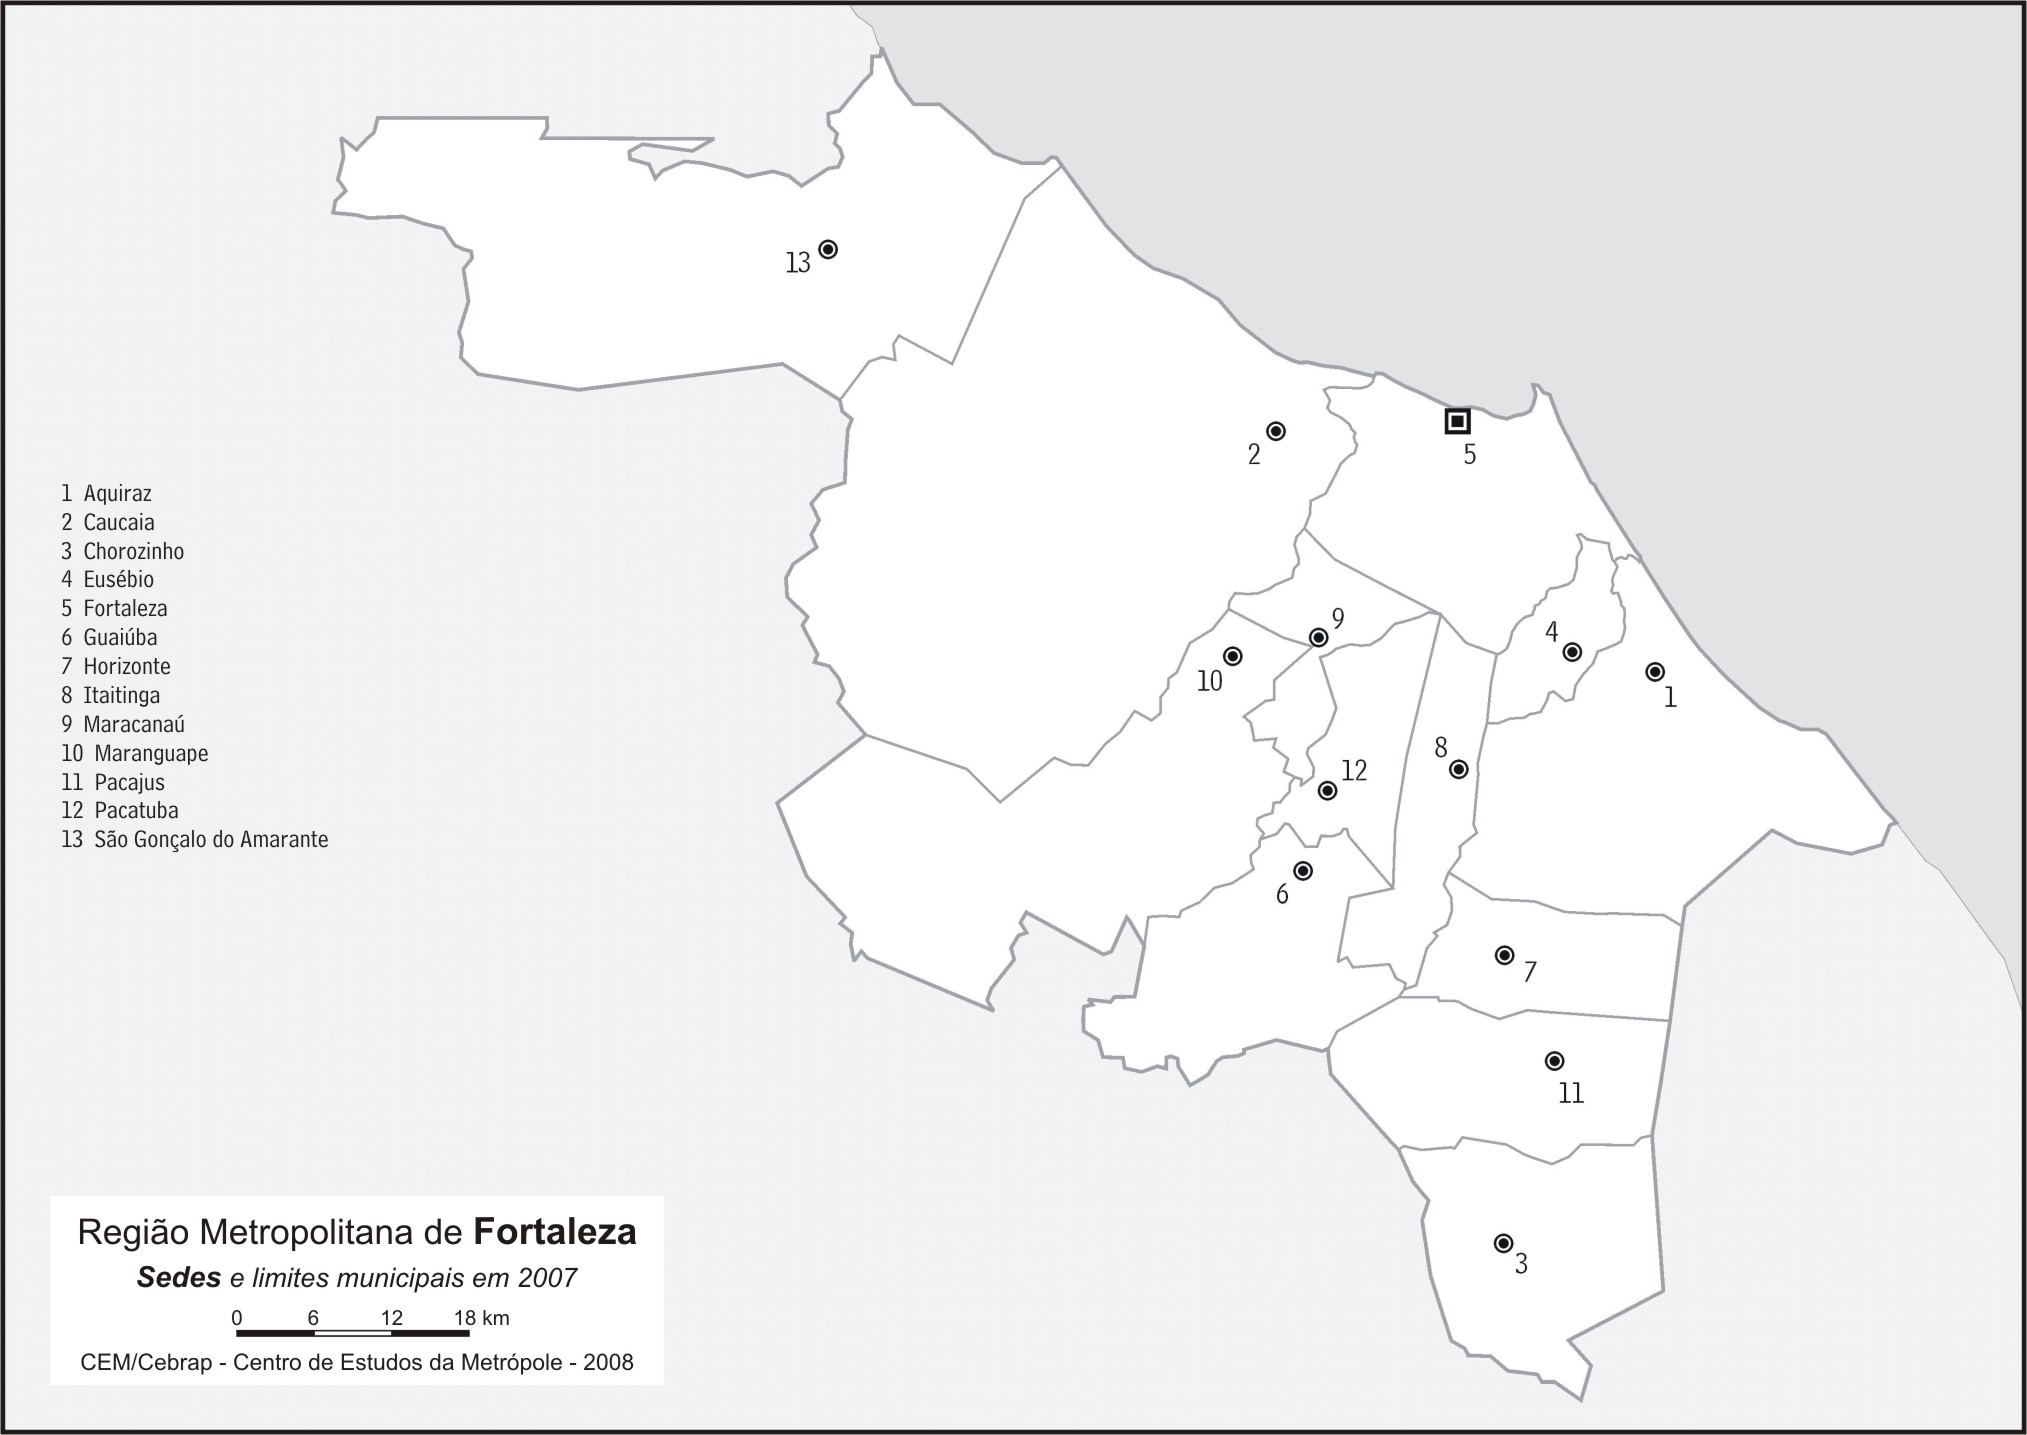 13
2
5
9
4
10
1
8
12
6
7
11
3
1 Aquiraz
2 Caucaia
3 Chorozinho
4 Eusébio
5 Fortaleza
6 Guaiúba
7 Horizonte
8 Itaitinga
9 Maracanaú
10 Maranguape
11 Pacajus
12 Pacatuba
13 São Gonçalo do Amarante
Região Metropolitana de Fortaleza
Sedes e limites municipais em 2007
0 6 12 18 km
CEM/Cebrap - Centro de Estudos da Metrópole - 2008